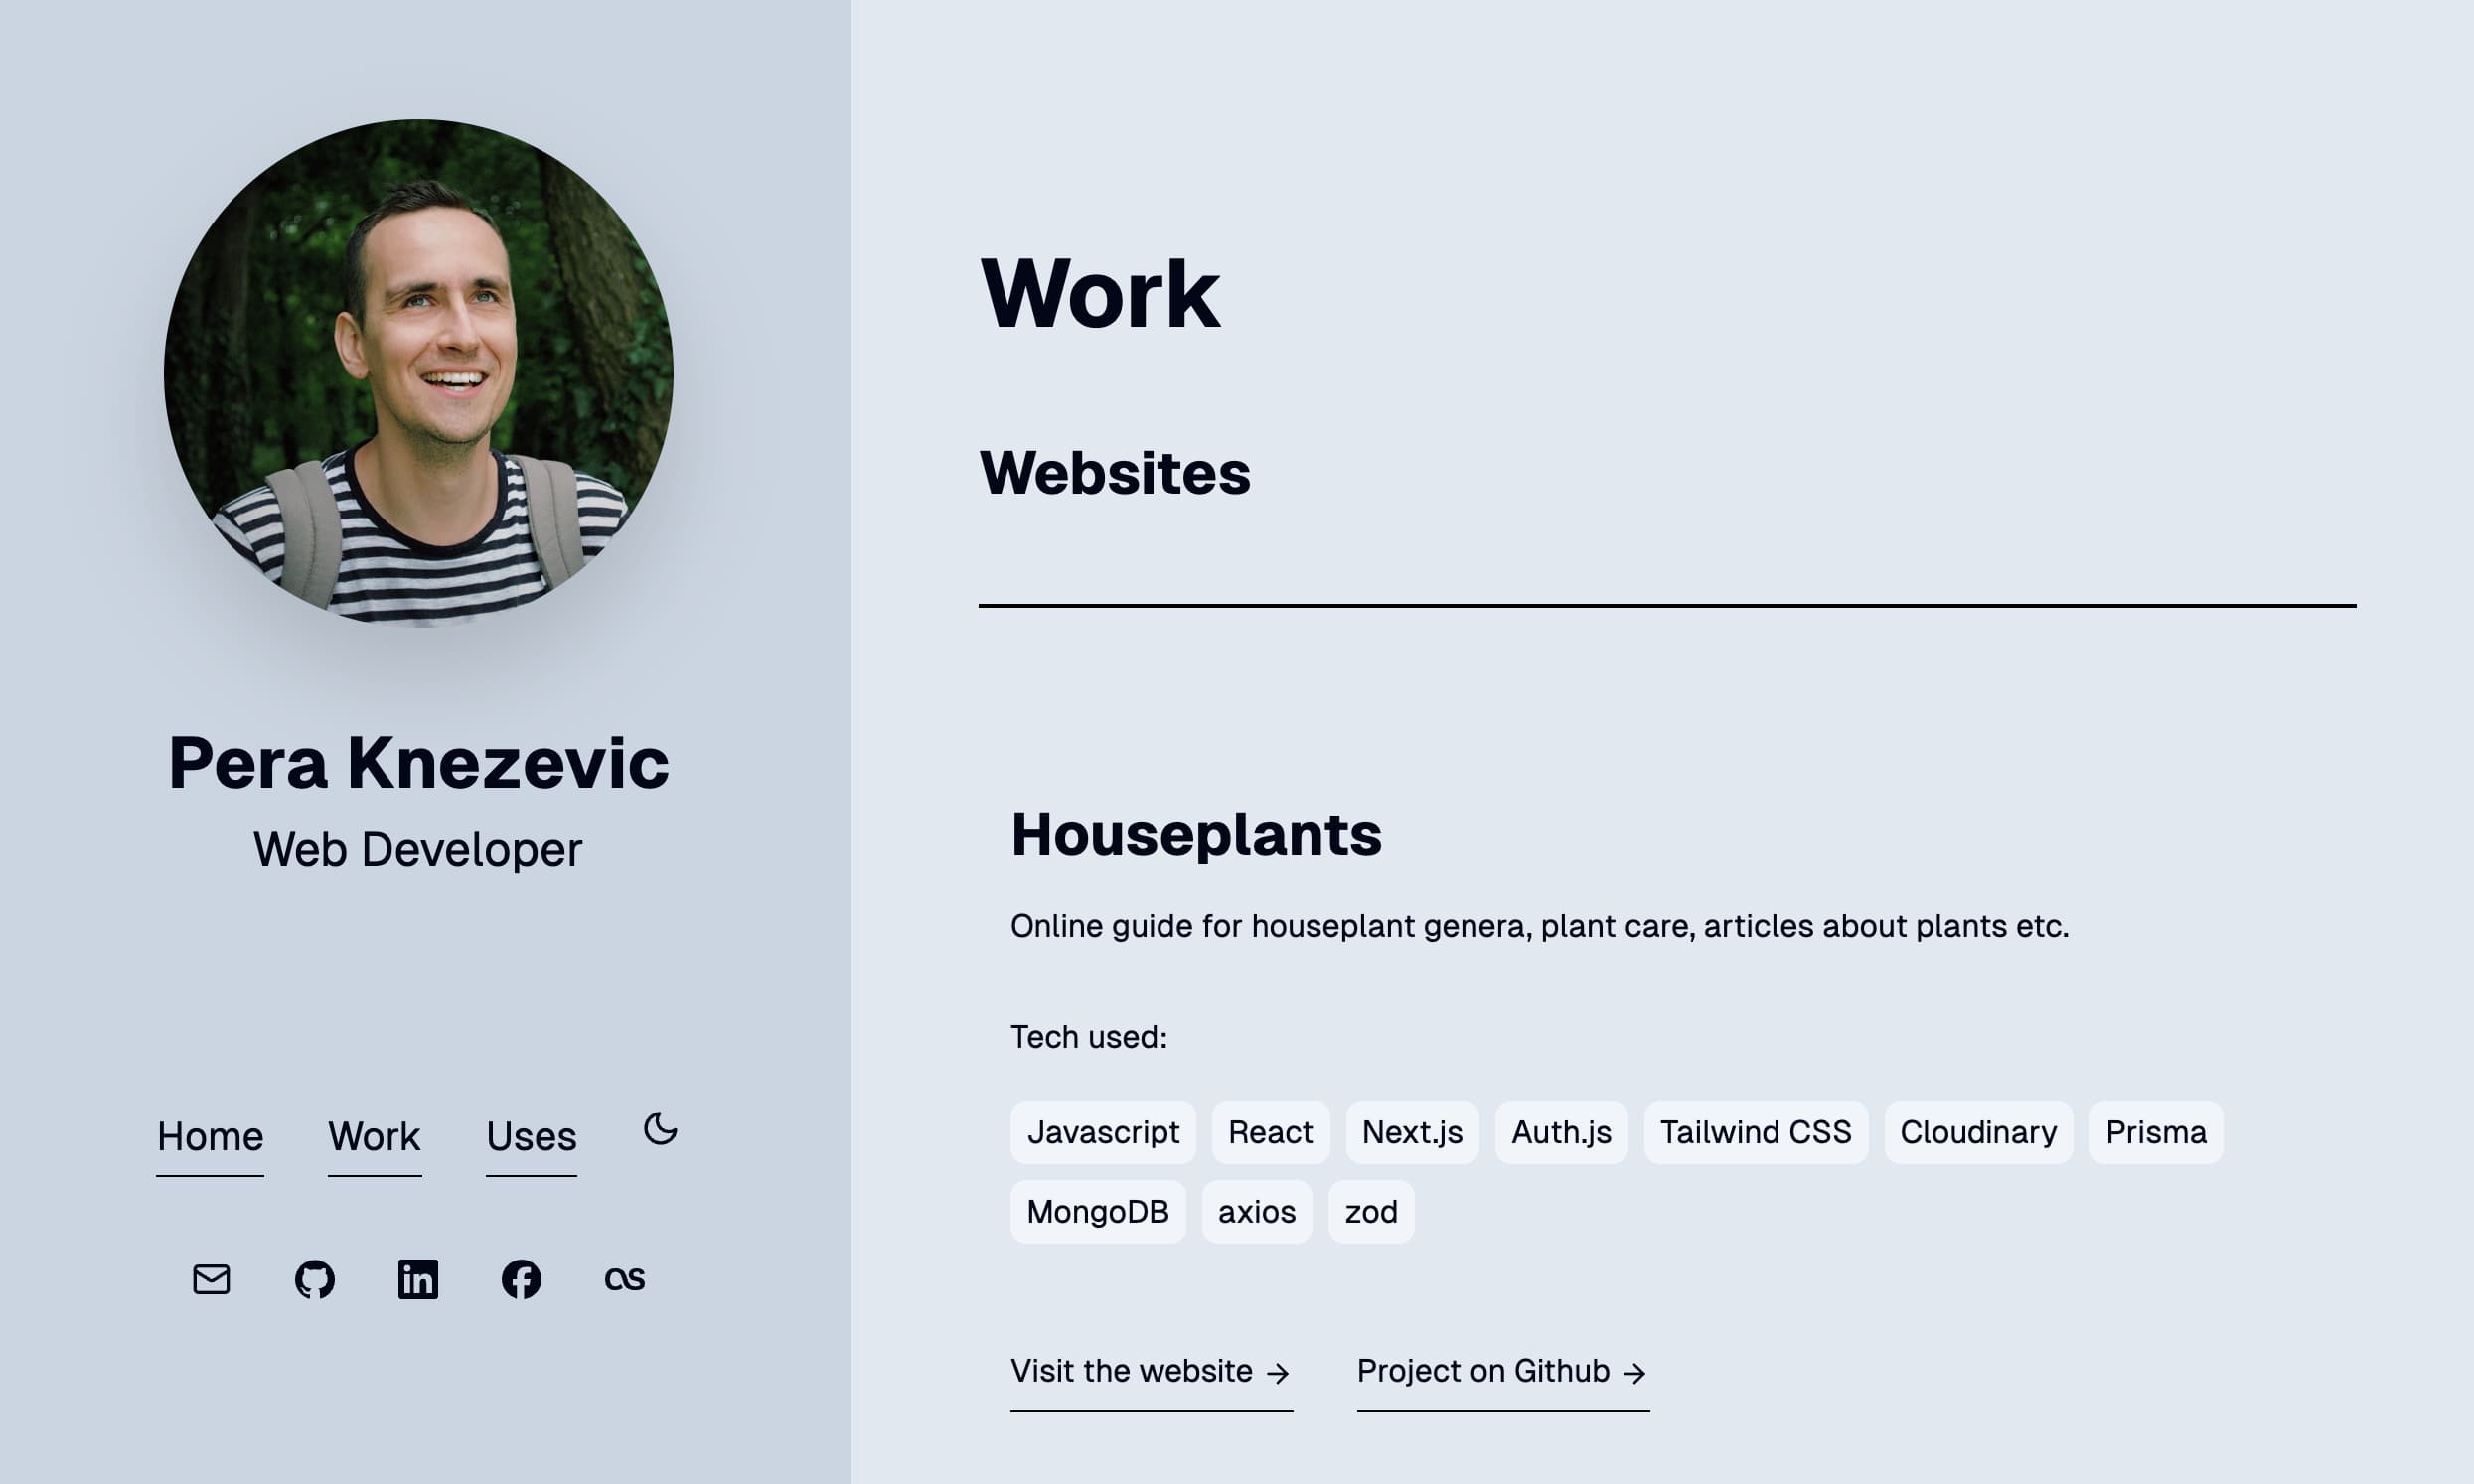 Pera Knezevic
Web Developer
Home Work Uses
Work
Websites
Houseplants
Online guide for houseplant genera, plant care, articles about plants etc.
Tech used:
Javascript React Next.js Auth.js Tailwind CSS Cloudinary Prisma
MongoDB axios zod
Visit the website → Project on Github →